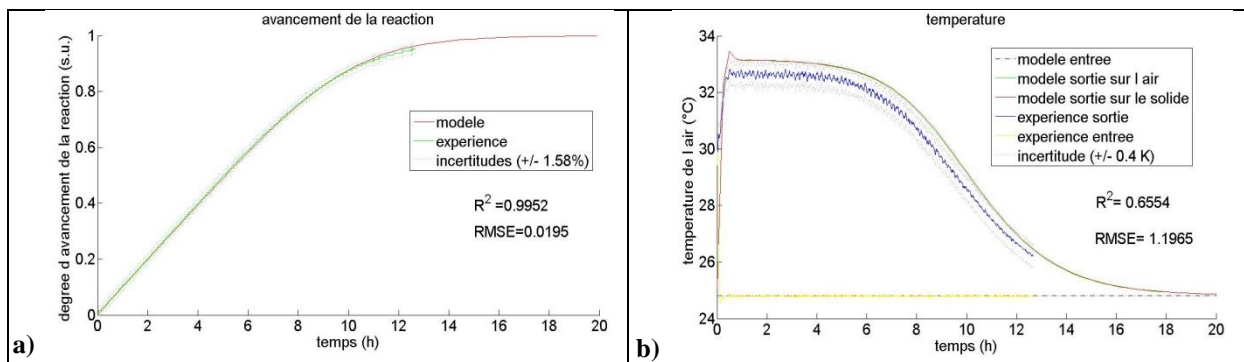 avancement de la reaction
degre d avancement de la reaction (s.u.)
1
0.8
0.6
0.4
0.2
0
0 2 4 6 8 10 12 14 16 18 20
temps (h)
modele
experience
incertitudes (+/- 1.58%)
R² =0.9952
RMSE=0.0195
a)
temperature
temperature de l air (°C)
34
32
30
28
26
24
0 2 4 6 8 10 12 14 16 18 20
temps (h)
modele entree
modele sortie sur l air
modele sortie sur le solide
experience sortie
experience entree
incertitude (+/- 0.4 K)
R²= 0.6554
RMSE= 1.1965
b)